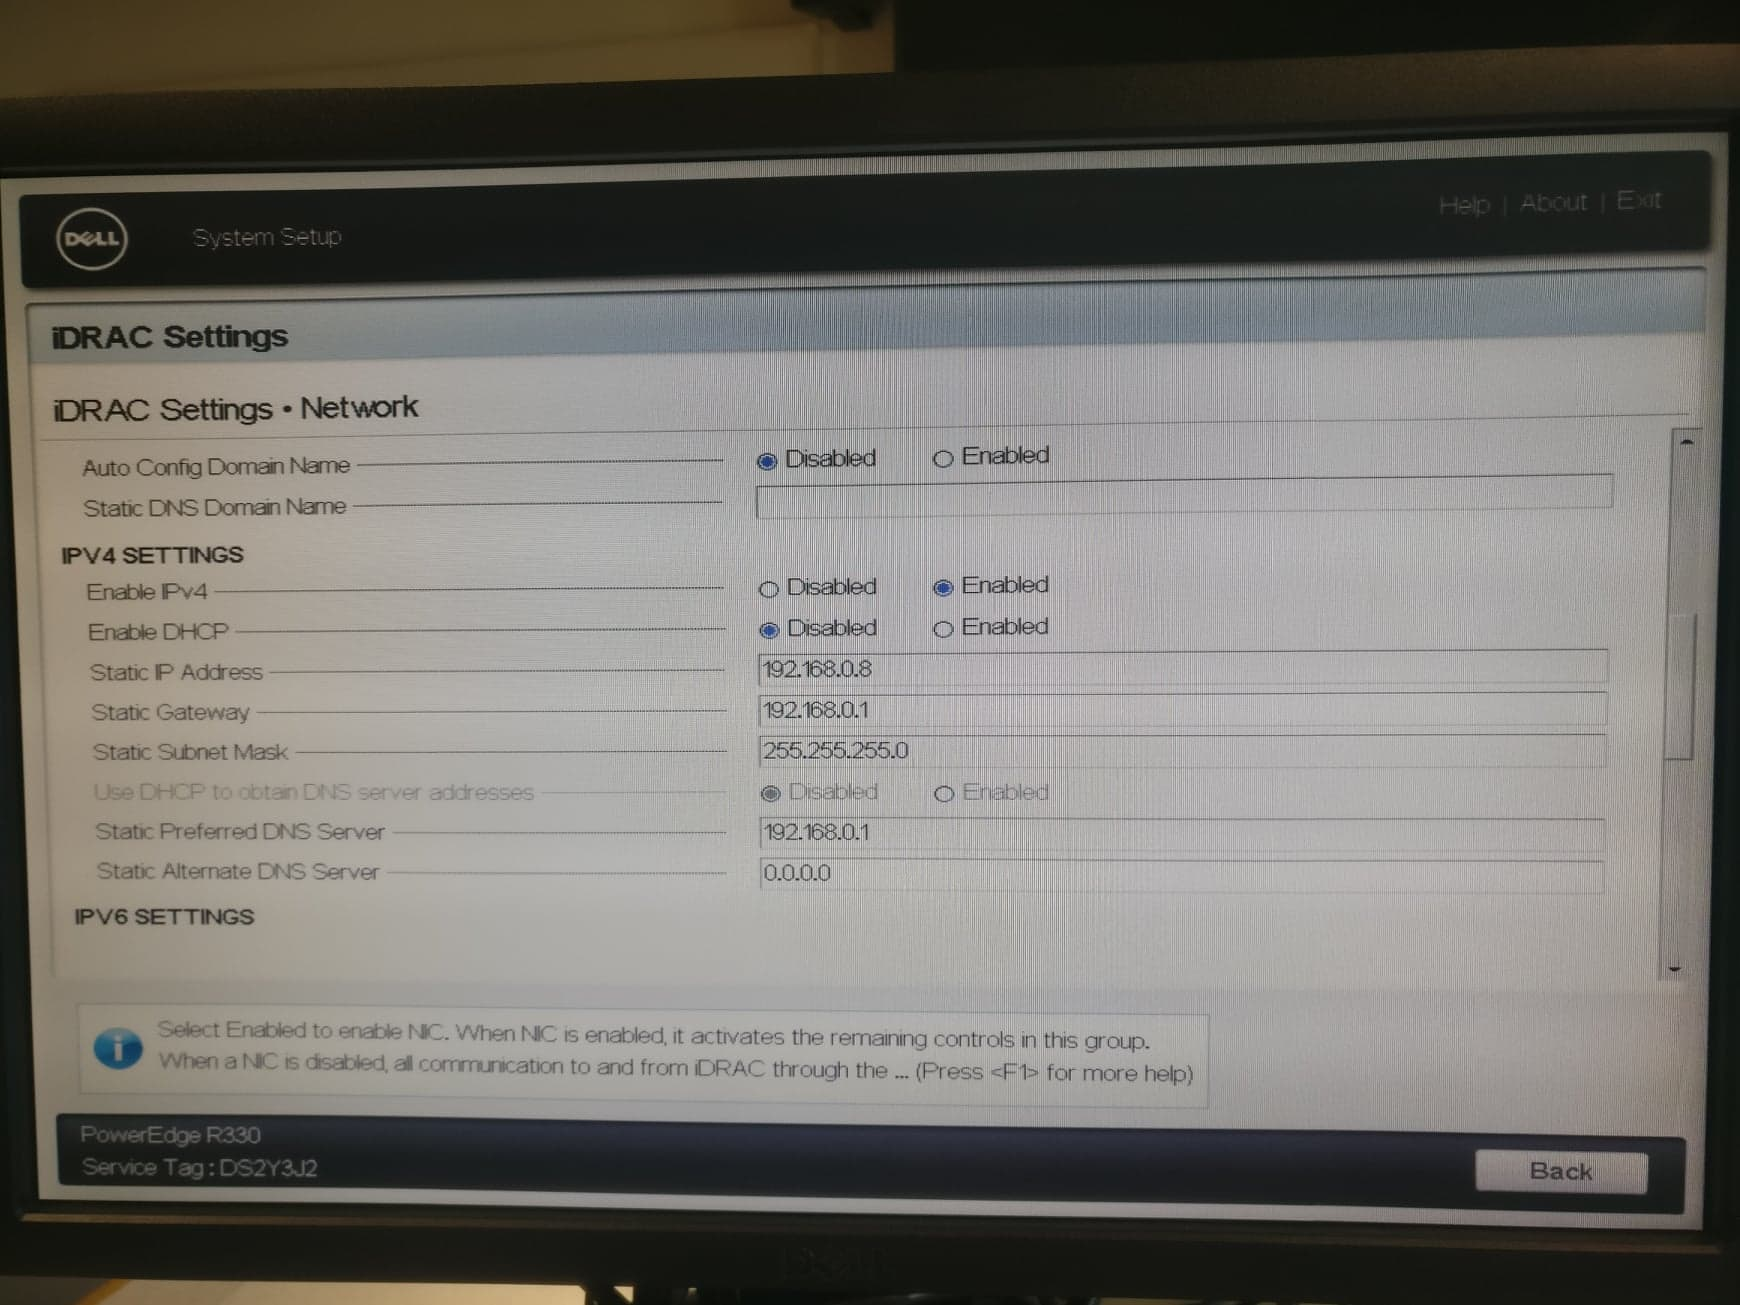 DELL
System Setup
Help | About | Exit
iDRAC Settings
iDRAC Settings • Network
Auto Config Domain Name Disabled Enabled
Static DNS Domain Name
IPV4 SETTINGS
Enable IPv4 Disabled Enabled
Enable DHCP Disabled Enabled
Static IP Address 192.168.0.8
Static Gateway 192.168.0.1
Static Subnet Mask 255.255.255.0
Use DHCP to obtain DNS server addresses Disabled Enabled
Static Preferred DNS Server 192.168.0.1
Static Alternate DNS Server 0.0.0.0
IPV6 SETTINGS
Select Enabled to enable NIC. When NIC is enabled, it activates the remaining controls in this group.
When a NIC is disabled, all communication to and from iDRAC through the ... (Press <F1> for more help)
PowerEdge R330
Service Tag : DS2Y3J2
Back